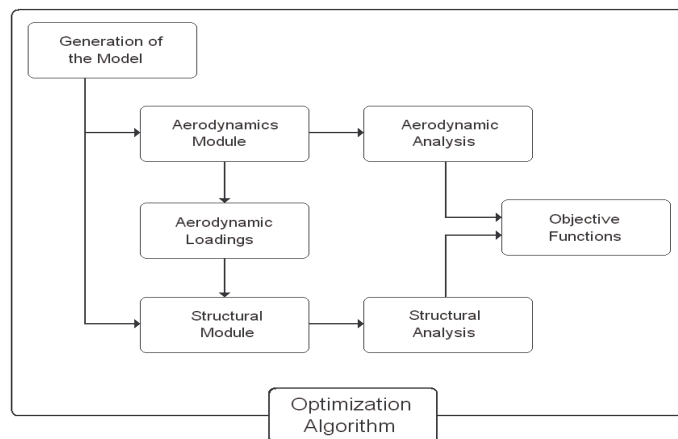 Generation of
the Model
Aerodynamics
Module
Aerodynamic
Analysis
Aerodynamic
Loadings
Objective
Functions
Structural
Module
Structural
Analysis
Optimization
Algorithm